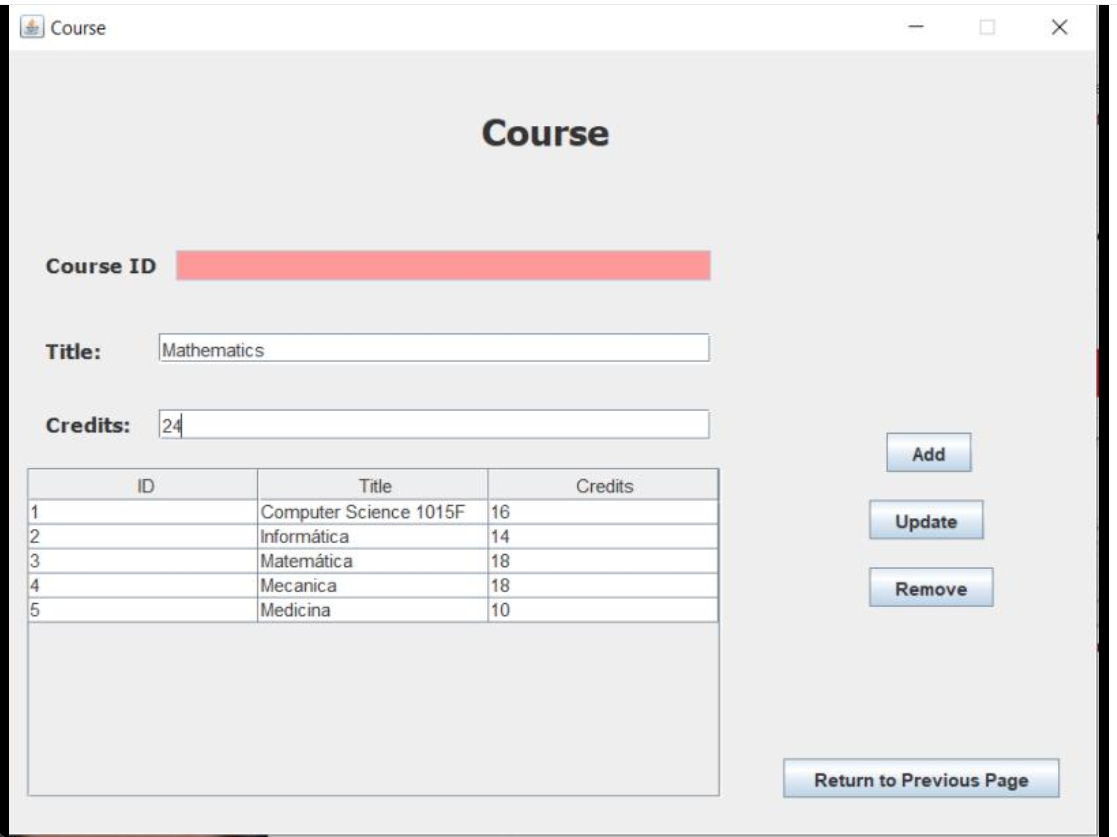 Course
Course
Course ID
Title: Mathematics
Credits: 24
ID Title Credits
1 Computer Science 1015F 16
2 Informática 14
3 Matemática 18
4 Mecanica 18
5 Medicina 10
Add
Update
Remove
Return to Previous Page